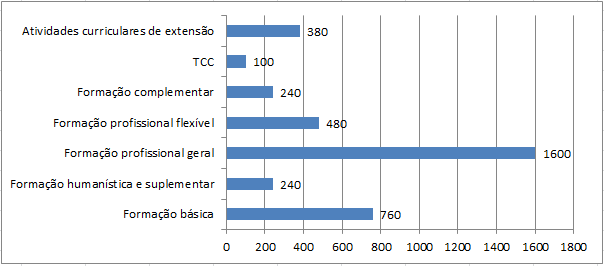 Atividades curriculares de extensão 380
TCC 100
Formação complementar 240
Formação profissional flexível 480
Formação profissional geral 1600
Formação humanística e suplementar 240
Formação básica 760
0 200 400 600 800 1000 1200 1400 1600 1800